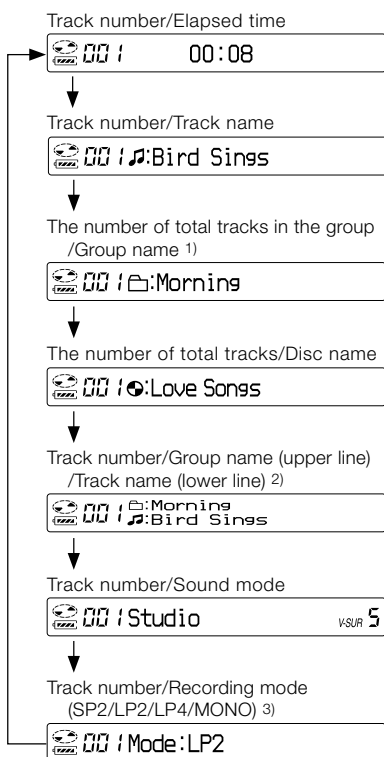 Track number/Elapsed time
001 00:08
Track number/Track name
001 :Bird Sings
The number of total tracks in the group
/Group name 1)
001 :Morning
The number of total tracks/Disc name
001 :Love Songs
Track number/Group name (upper line)
/Track name (lower line) 2)
001 :Morning
:Bird Sings
Track number/Sound mode
001 Studio V-SUR S
Track number/Recording mode
(SP2/LP2/LP4/MONO) 3)
001 Mode:LP2